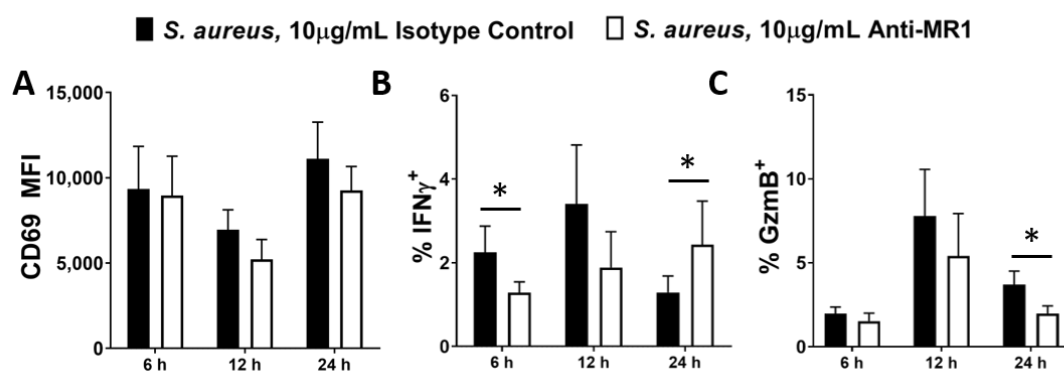 S. aureus, 10μg/mL Isotype Control S. aureus, 10μg/mL Anti-MR1
A
CD69 MFI
15,000
10,000
5,000
0
6 h 12 h 24 h
B
% IFNγ+
6
4
2
0
* *
6 h 12 h 24 h
C
% GzmB+
15
10
5
0
*
6 h 12 h 24 h